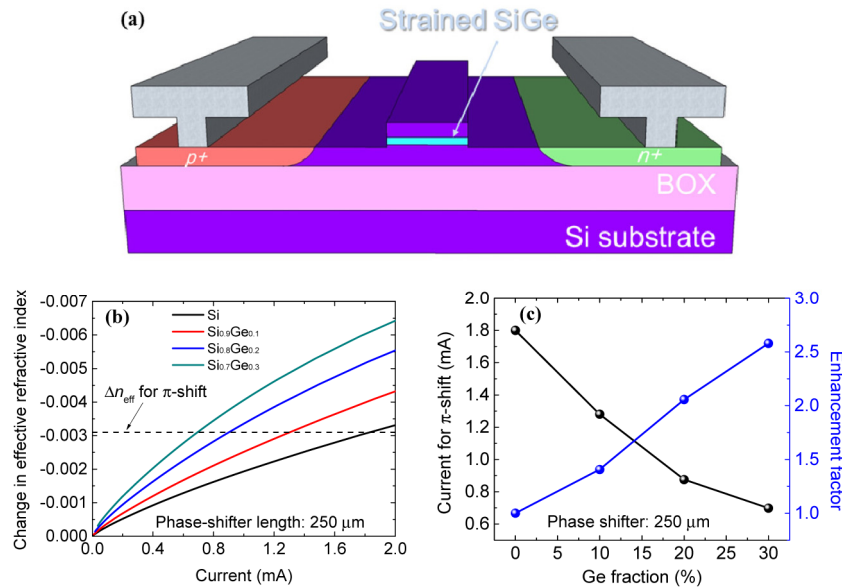 (a)
Strained SiGe
p+
n+
BOX
Si substrate
(b)
Change in effective refractive index
-0.007
-0.006
-0.005
-0.004
-0.003
-0.002
-0.001
0.000
Si
Si₀.₉Ge₀.₁
Si₀.₈Ge₀.₂
Si₀.₇Ge₀.₃
Δn_eff for π-shift
Phase-shifter length: 250 μm
0.0 0.4 0.8 1.2 1.6 2.0
Current (mA)
(c)
Current for π-shift (mA)
2.0
1.8
1.6
1.4
1.2
1.0
0.8
0.6
Phase shifter: 250 μm
0 5 10 15 20 25 30
Ge fraction (%)
3.0
2.5
2.0
1.5
1.0
Enhancement factor